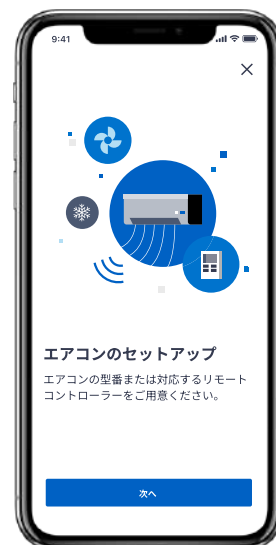 9:41
エアコンのセットアップ
エアコンの型番または対応するリモート
コントローラーをご用意ください。
次へ